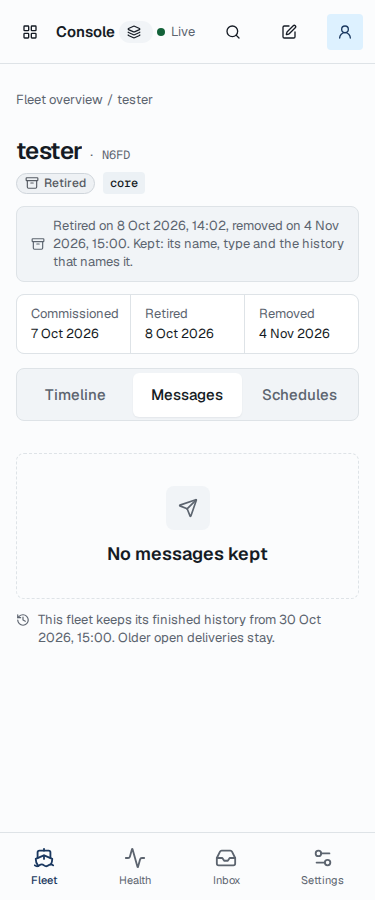 Console
Live
Fleet overview / tester
tester · N6FD
Retired
core
Retired on 8 Oct 2026, 14:02, removed on 4 Nov
2026, 15:00. Kept: its name, type and the history
that names it.
Commissioned
7 Oct 2026
Retired
8 Oct 2026
Removed
4 Nov 2026
Timeline
Messages
Schedules
No messages kept
This fleet keeps its finished history from 30 Oct
2026, 15:00. Older open deliveries stay.
Fleet
Health
Inbox
Settings